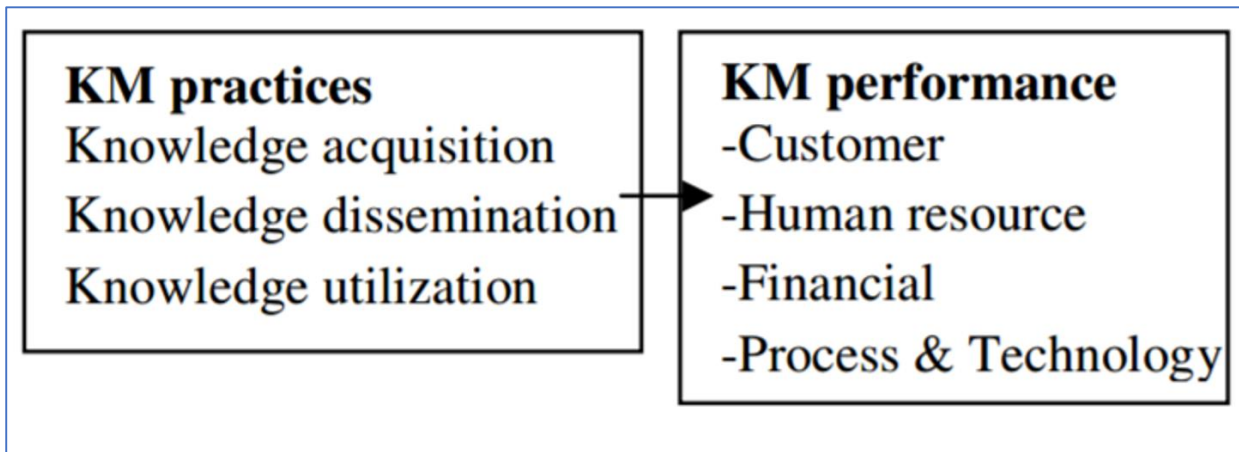 KM practices
Knowledge acquisition
Knowledge dissemination
Knowledge utilization
KM performance
-Customer
-Human resource
-Financial
-Process & Technology